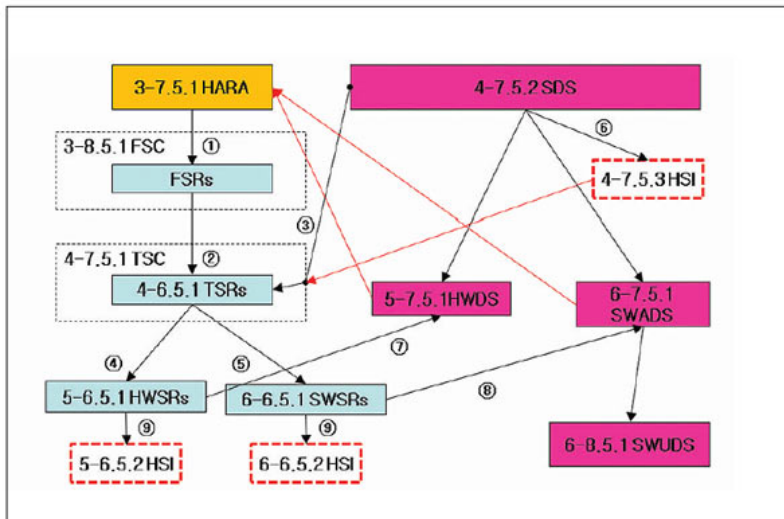 3-7.5.1 HARA
4-7.5.2 SDS
3-8.5.1 FSC
①
⑥
FSRs
4-7.5.3 HSI
③
②
4-7.5.1 TSC
4-6.5.1 TSRs
5-7.5.1HWDS
6-7.5.1
SWADS
④
⑤
⑦
5-6.5.1 HWSRs
6-6.5.1 SWSRs
⑧
⑨
⑨
5-6.5.2 HSI
6-6.5.2 HSI
6-8.5.1 SWUDS